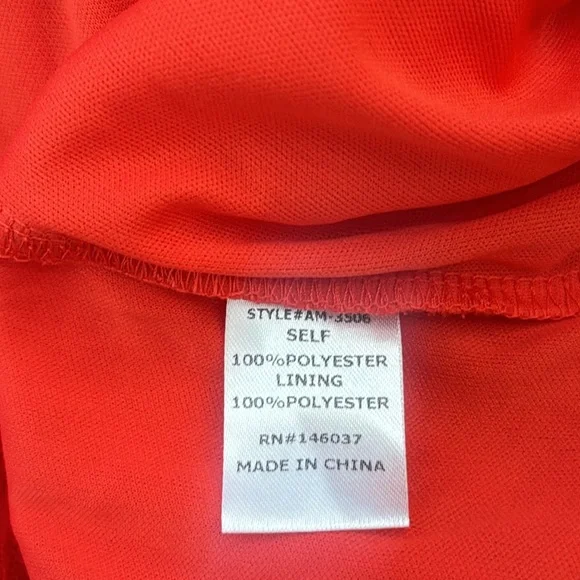 STYLE#AM-3506
SELF
100%POLYESTER
LINING
100%POLYESTER
RN#146037
MADE IN CHINA